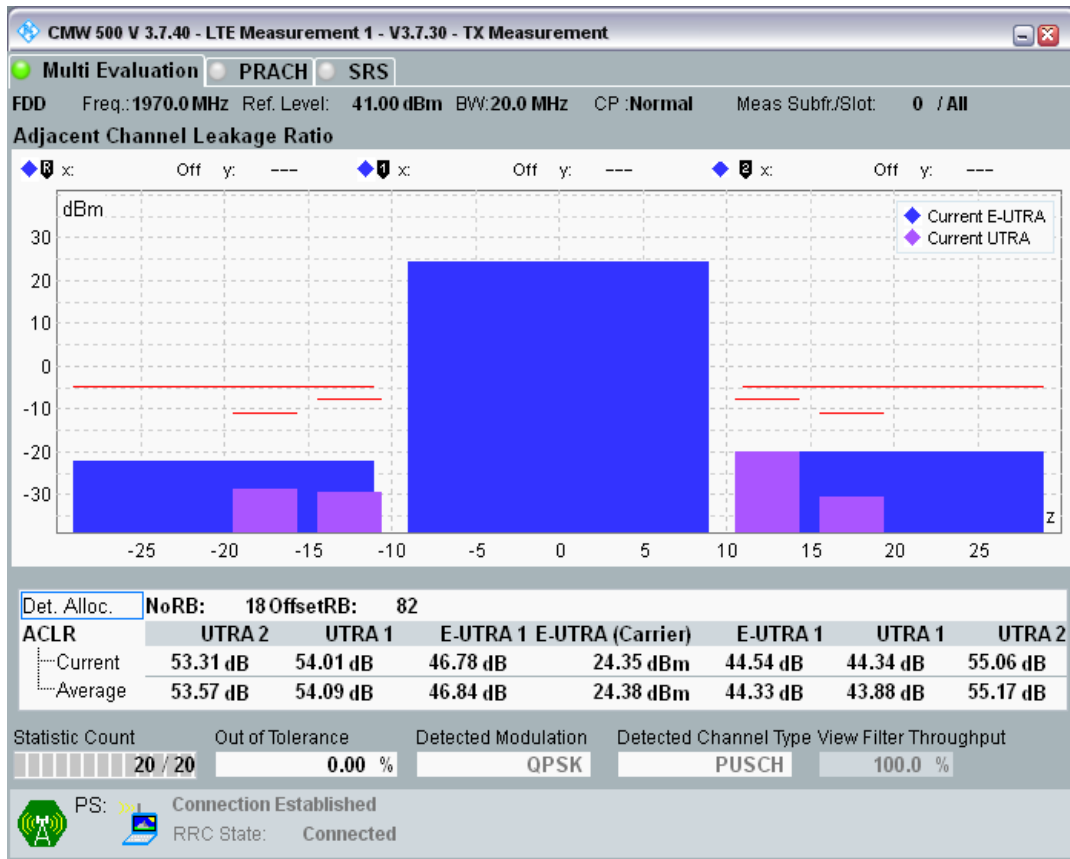 CMW 500 V 3.7.40 - LTE Measurement 1 - V3.7.30 - TX Measurement
Multi Evaluation PRACH SRS
FDD Freq.: 1970.0 MHz Ref. Level: 41.00 dBm BW: 20.0 MHz CP : Normal Meas Subfr./Slot: 0 / All
Adjacent Channel Leakage Ratio
R x: Off y: --- 1 x: Off y: --- 2 x: Off y: ---
dBm
Current E-UTRA
Current UTRA
30
20
10
0
-10
-20
-30
z
-25 -20 -15 -10 -5 0 5 10 15 20 25
Det. Alloc. NoRB: 18 OffsetRB: 82
ACLR UTRA 2 UTRA 1 E-UTRA 1 E-UTRA (Carrier) E-UTRA 1 UTRA 1 UTRA 2
Current 53.31 dB 54.01 dB 46.78 dB 24.35 dBm 44.54 dB 44.34 dB 55.06 dB
Average 53.57 dB 54.09 dB 46.84 dB 24.38 dBm 44.33 dB 43.88 dB 55.17 dB
Statistic Count Out of Tolerance Detected Modulation Detected Channel Type View Filter Throughput
20 / 20 0.00 % QPSK PUSCH 100.0 %
PS: Connection Established
RRC State: Connected